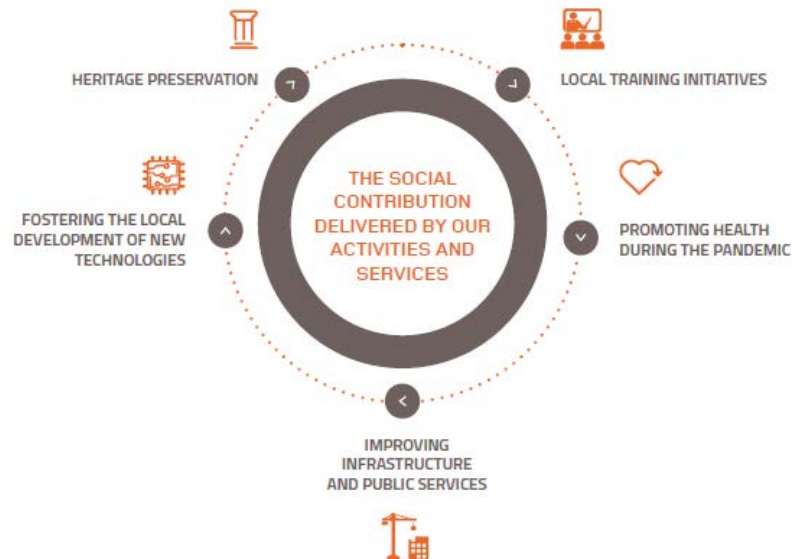 HERITAGE PRESERVATION
LOCAL TRAINING INITIATIVES
THE SOCIAL
CONTRIBUTION
DELIVERED BY OUR
ACTIVITIES AND
SERVICES
FOSTERING THE LOCAL
DEVELOPMENT OF NEW
TECHNOLOGIES
PROMOTING HEALTH
DURING THE PANDEMIC
IMPROVING
INFRASTRUCTURE
AND PUBLIC SERVICES